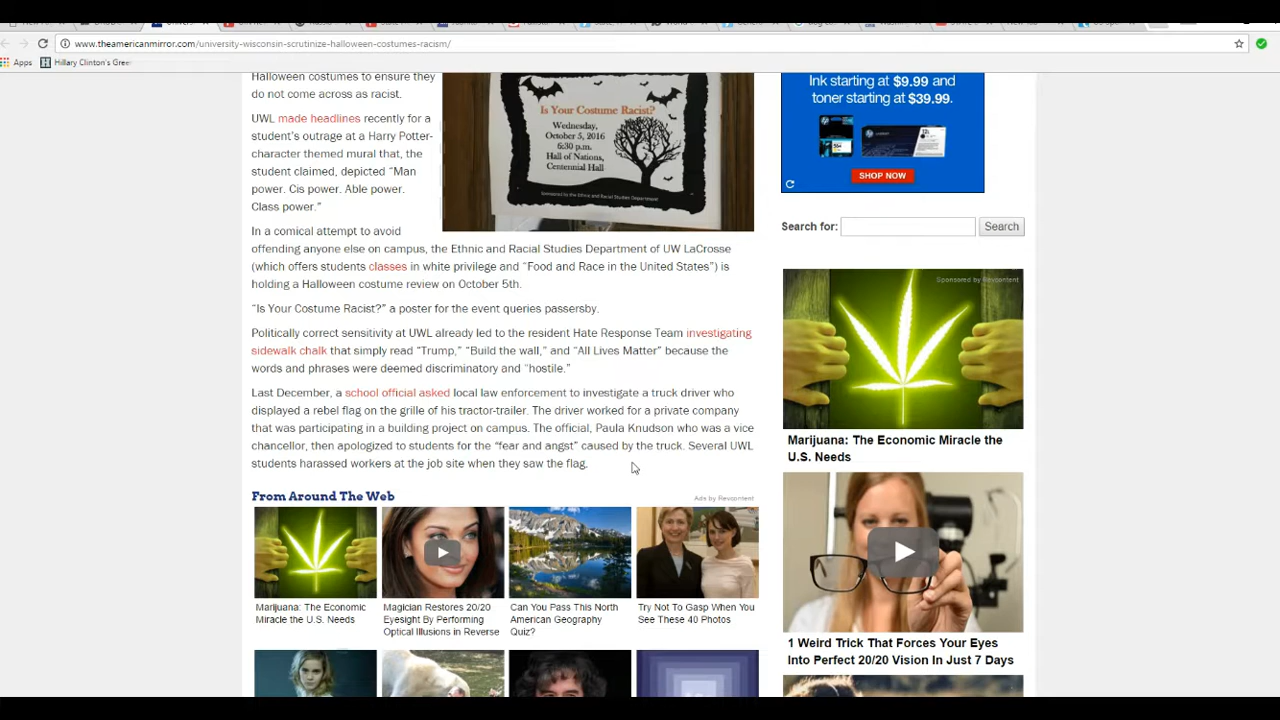 www.theamericanmirror.com/university-wisconsin-scrutinize-halloween-costumes-racism/
Apps
Hillary Clinton's Gree
Halloween costumes to ensure they
do not come across as racist.
UWL made headlines recently for a
student's outrage at a Harry Potter-
character themed mural that, the
student claimed, depicted “Man
power. Cis power. Able power.
Class power.”
In a comical attempt to avoid
offending anyone else on campus, the Ethnic and Racial Studies Department of UW LaCrosse
(which offers students classes in white privilege and “Food and Race in the United States”) is
holding a Halloween costume review on October 5th.
“Is Your Costume Racist?” a poster for the event queries passersby.
Politically correct sensitivity at UWL already led to the resident Hate Response Team investigating
sidewalk chalk that simply read “Trump,” “Build the wall,” and “All Lives Matter” because the
words and phrases were deemed discriminatory and “hostile.”
Last December, a school official asked local law enforcement to investigate a truck driver who
displayed a rebel flag on the grille of his tractor-trailer. The driver worked for a private company
that was participating in a building project on campus. The official, Paula Knudson who was a vice
chancellor, then apologized to students for the “fear and angst” caused by the truck. Several UWL
students harassed workers at the job site when they saw the flag.
Is Your Costume Racist?
Wednesday,
October 5, 2016
6:30 p.m.
Hall of Nations,
Centennial Hall
Sponsored by the Ethnic and Racial Studies Department
From Around The Web
Ads by Revcontent
Marijuana: The Economic
Miracle the U.S. Needs
Magician Restores 20/20
Eyesight By Performing
Optical Illusions in Reverse
Can You Pass This North
American Geography
Quiz?
Try Not To Gasp When You
See These 40 Photos
Ink starting at $9.99 and
toner starting at $39.99.
SHOP NOW
Search for:
Search
Sponsored by Revcontent
Marijuana: The Economic Miracle the
U.S. Needs
1 Weird Trick That Forces Your Eyes
Into Perfect 20/20 Vision In Just 7 Days